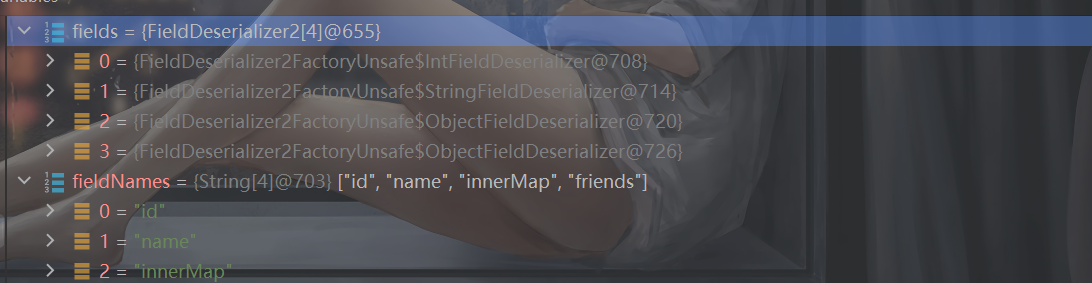 fields = {FieldDeserializer2[4]@655}
0 = {FieldDeserializer2FactoryUnsafe$IntFieldDeserializer@708}
1 = {FieldDeserializer2FactoryUnsafe$StringFieldDeserializer@714}
2 = {FieldDeserializer2FactoryUnsafe$ObjectFieldDeserializer@720}
3 = {FieldDeserializer2FactoryUnsafe$ObjectFieldDeserializer@726}
fieldNames = {String[4]@703} ["id", "name", "innerMap", "friends"]
0 = "id"
1 = "name"
2 = "innerMap"